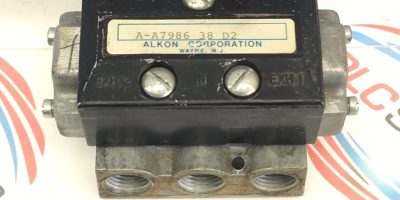 A-A7986 38 D2
ALKON CORPORATION
WAYNE, N.J.
EXH2 IN EXH1